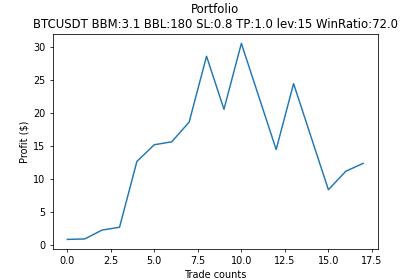 Portfolio
BTCUSDT BBM:3.1 BBL:180 SL:0.8 TP:1.0 lev:15 WinRatio:72.0
30
25
20
15
10
5
0
Profit ($)
0.0 2.5 5.0 7.5 10.0 12.5 15.0 17.5
Trade counts